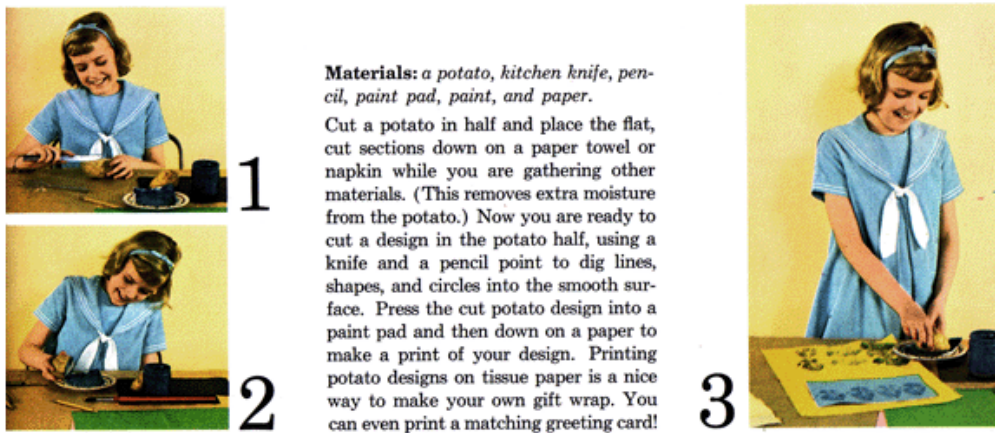 1
2
Materials: a potato, kitchen knife, pen-
cil, paint pad, paint, and paper.
Cut a potato in half and place the flat,
cut sections down on a paper towel or
napkin while you are gathering other
materials. (This removes extra moisture
from the potato.) Now you are ready to
cut a design in the potato half, using a
knife and a pencil point to dig lines,
shapes, and circles into the smooth sur-
face. Press the cut potato design into a
paint pad and then down on a paper to
make a print of your design. Printing
potato designs on tissue paper is a nice
way to make your own gift wrap. You
can even print a matching greeting card!
3